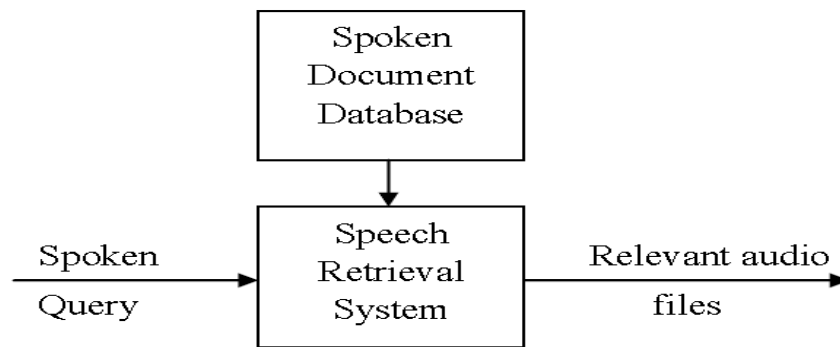 Spoken
Document
Database
Speech
Retrieval
System
Spoken
Query
Relevant audio
files